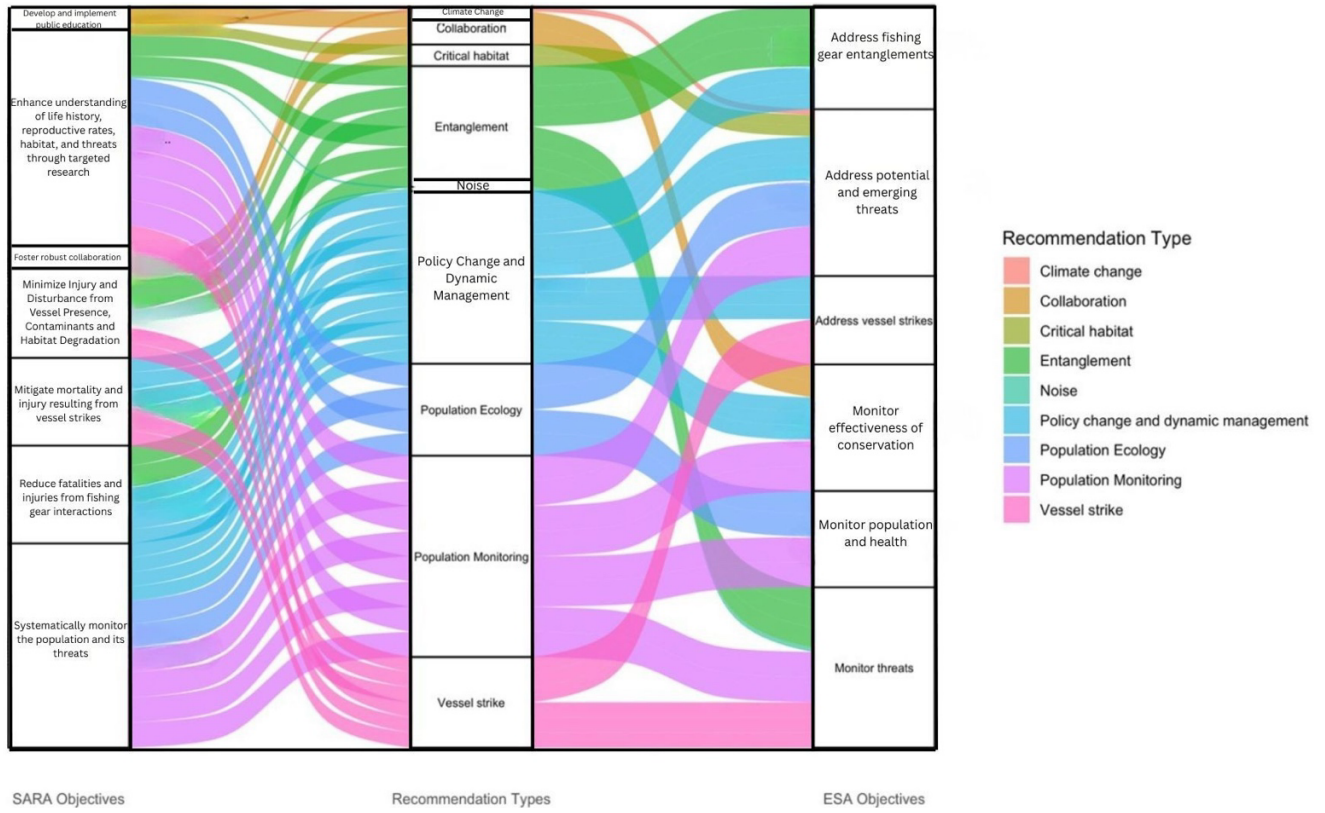 Develop and implement
public education
Enhance understanding
of life history,
reproductive rates,
habitat, and threats
through targeted
research
Foster robust collaboration
Minimize Injury and
Disturbance from
Vessel Presence,
Contaminants and
Habitat Degradation
Mitigate mortality and
injury resulting from
vessel strikes
Reduce fatalities and
injuries from fishing
gear interactions
Systematically monitor
the population and its
threats
Climate Change
Collaboration
Critical habitat
Entanglement
Noise
Policy Change and
Dynamic
Management
Population Ecology
Population Monitoring
Vessel strike
Address fishing
gear entanglements
Address potential
and emerging
threats
Address vessel strikes
Monitor
effectiveness of
conservation
Monitor population
and health
Monitor threats
Recommendation Type
Climate change
Collaboration
Critical habitat
Entanglement
Noise
Policy change and dynamic management
Population Ecology
Population Monitoring
Vessel strike
SARA Objectives
Recommendation Types
ESA Objectives